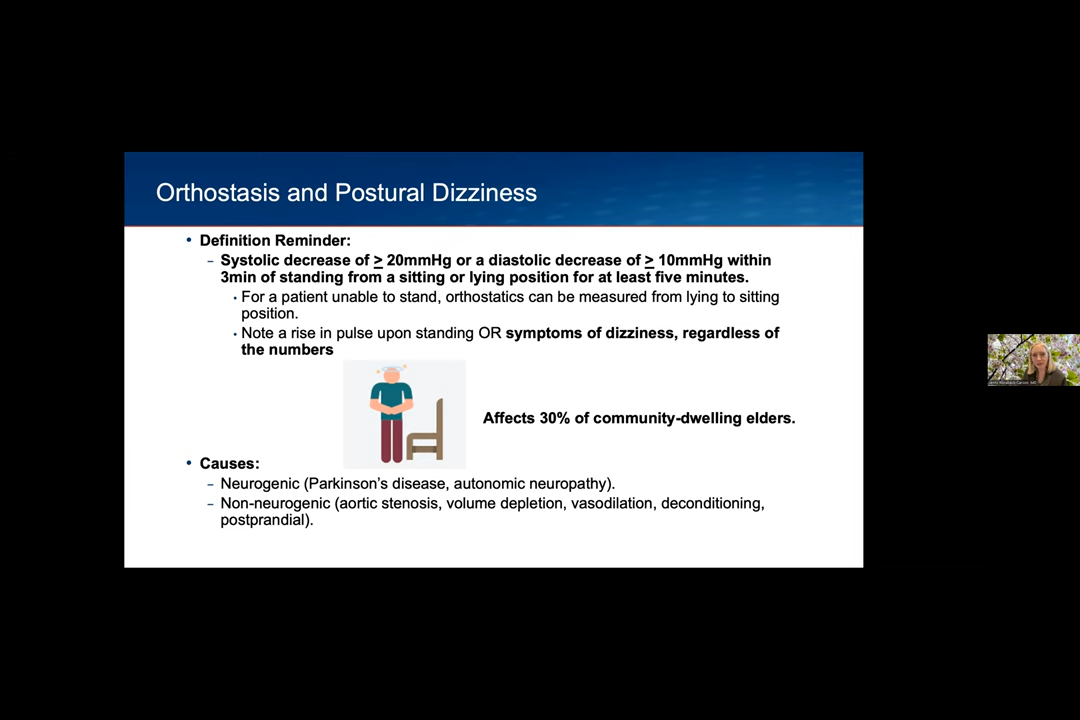 Orthostasis and Postural Dizziness
• Definition Reminder:
– Systolic decrease of ≥ 20mmHg or a diastolic decrease of ≥ 10mmHg within
3min of standing from a sitting or lying position for at least five minutes.
• For a patient unable to stand, orthostatics can be measured from lying to sitting
position.
• Note a rise in pulse upon standing OR symptoms of dizziness, regardless of
the numbers
Affects 30% of community-dwelling elders.
• Causes:
– Neurogenic (Parkinson's disease, autonomic neuropathy).
– Non-neurogenic (aortic stenosis, volume depletion, vasodilation, deconditioning,
postprandial).